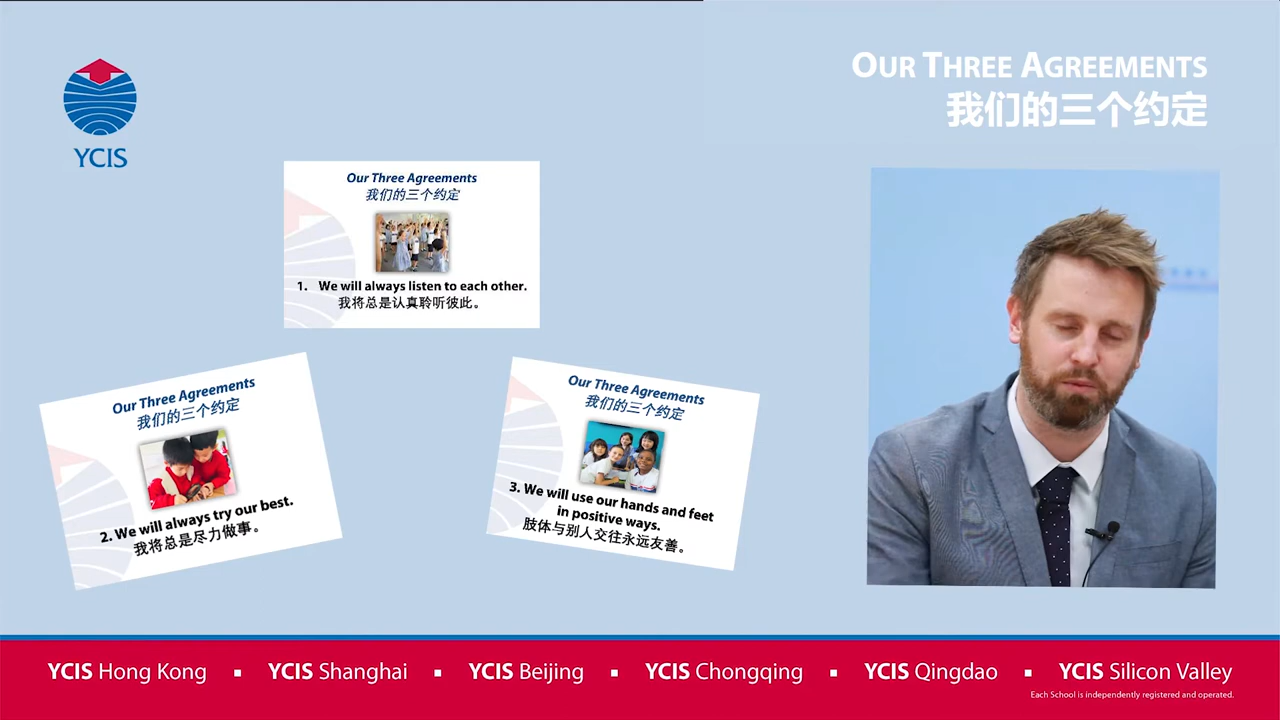 OUR THREE AGREEMENTS
我们的三个约定
YCIS
Our Three Agreements
我们的三个约定
1. We will always listen to each other.
我将总是认真聆听彼此。
Our Three Agreements
我们的三个约定
2. We will always try our best.
我将总是尽力做事。
Our Three Agreements
我们的三个约定
3. We will use our hands and feet
in positive ways.
肢体与别人交往永远友善。
YCIS Hong Kong ▪ YCIS Shanghai ▪ YCIS Beijing ▪ YCIS Chongqing ▪ YCIS Qingdao ▪ YCIS Silicon Valley
Each School is independently registered and operated.